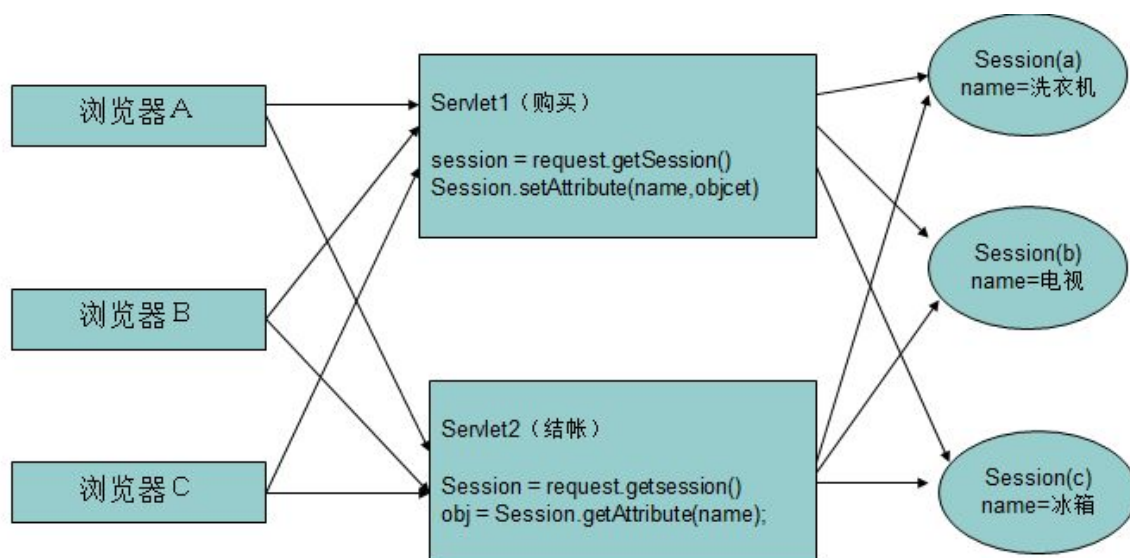 浏览器A
浏览器B
浏览器C
Servlet1（购买）
session = request.getSession()
Session.setAttribute(name,objcet)
Servlet2（结帐）
Session = request.getsession()
obj = Session.getAttribute(name);
Session(a)
name=洗衣机
Session(b)
name=电视
Session(c)
name=冰箱